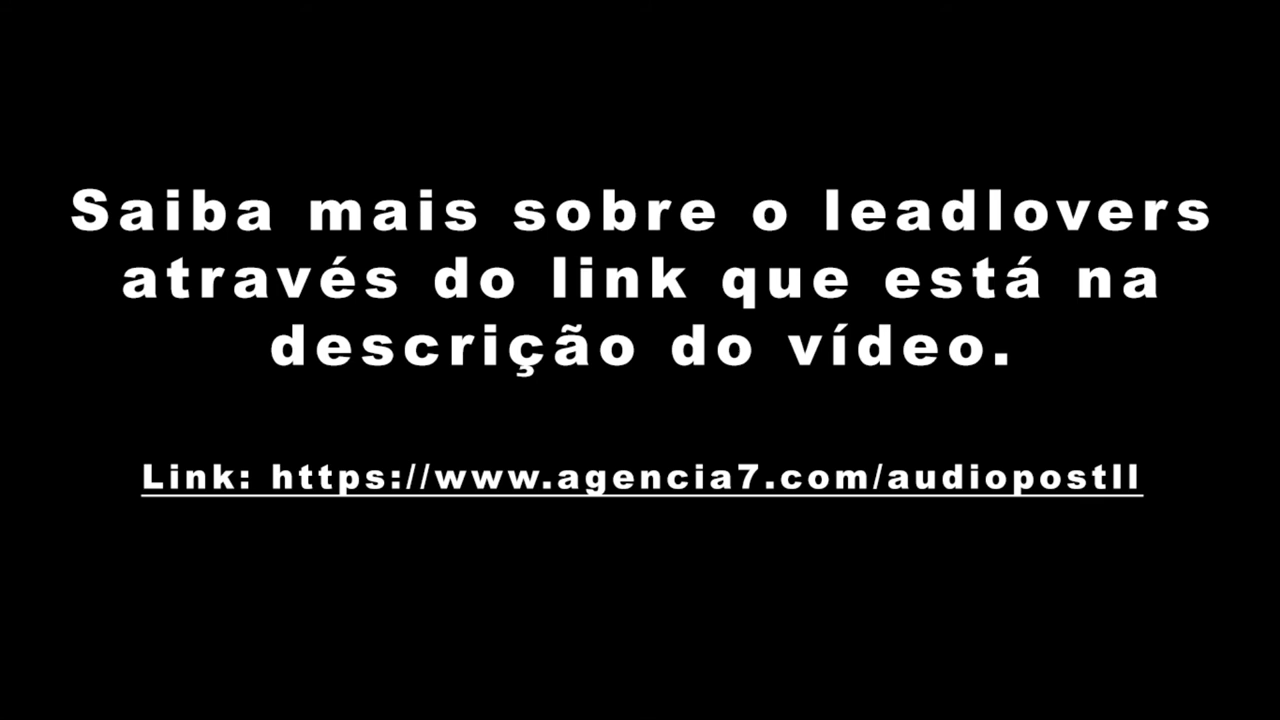 Saiba mais sobre o leadlovers
através do link que está na
descrição do vídeo.
Link: https://www.agencia7.com/audiopostll